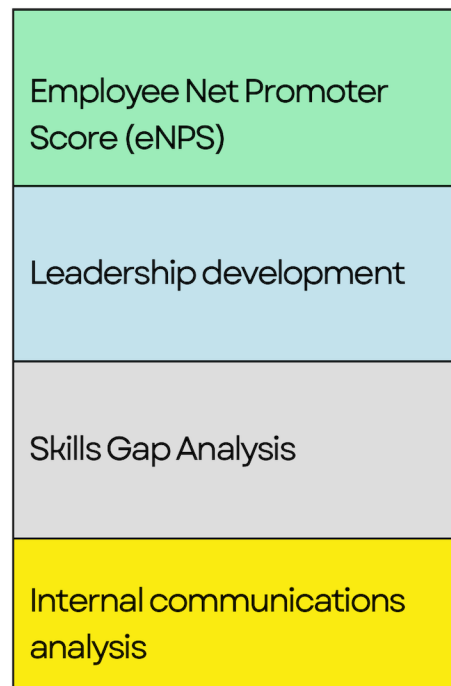 Employee Net Promoter
Score (eNPS)
Leadership development
Skills Gap Analysis
Internal communications
analysis